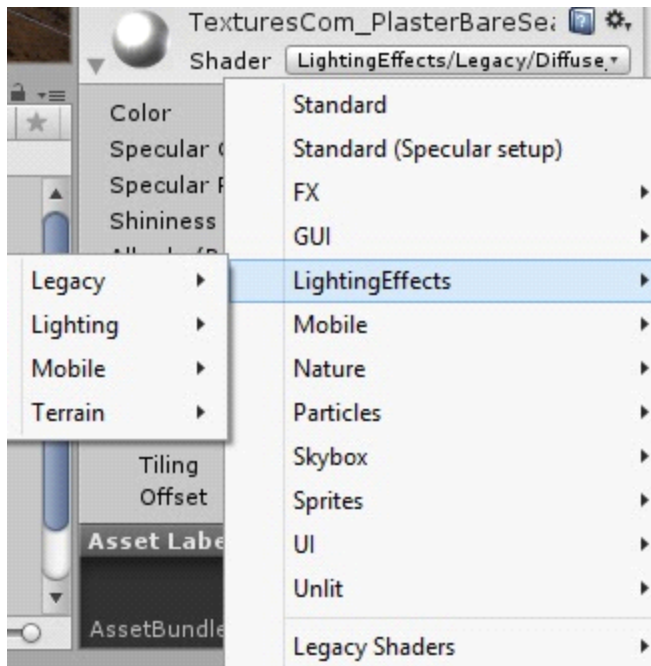 TexturesCom_PlasterBareSea
Shader LightingEffects/Legacy/Diffuse
Color
Specular
Specular
Shininess
Standard
Standard (Specular setup)
FX
GUI
LightingEffects
Mobile
Nature
Particles
Skybox
Sprites
UI
Unlit
Legacy Shaders
Legacy
Lighting
Mobile
Terrain
Tiling
Offset
Asset Labe
AssetBundle